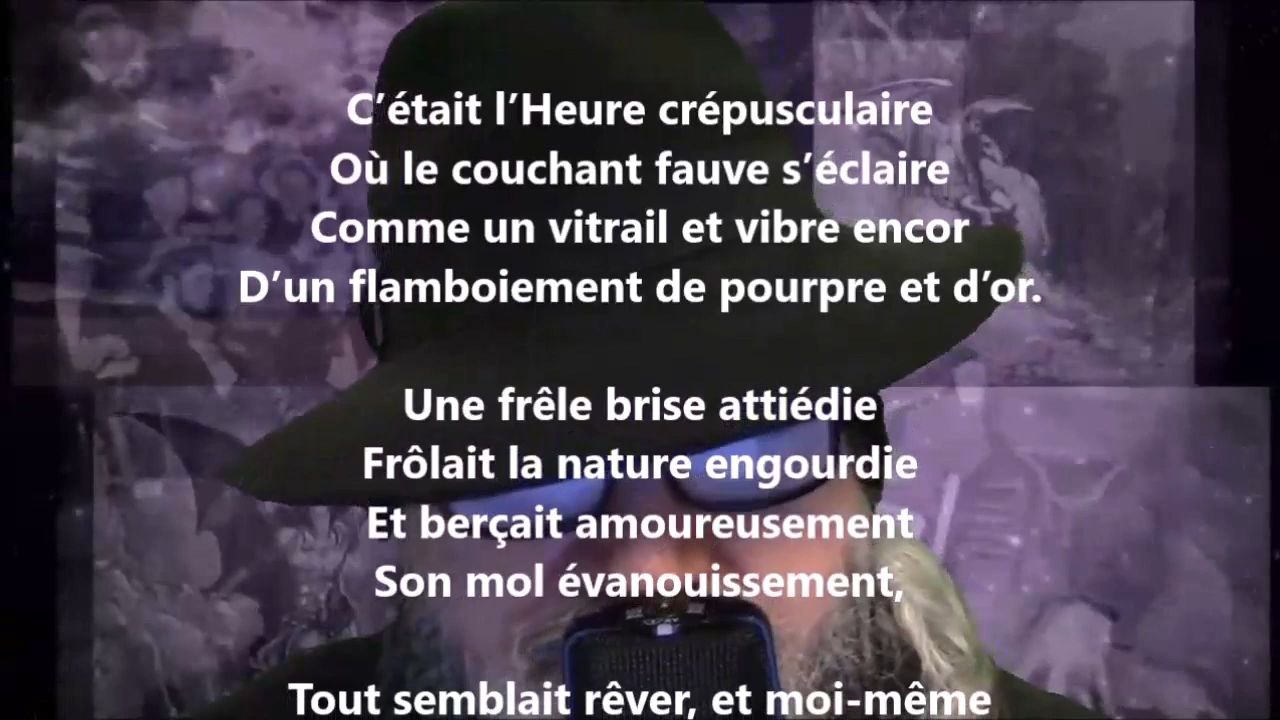 C’était l’Heure crépusculaire
Où le couchant fauve s’éclaire
Comme un vitrail et vibre encor
D’un flamboiement de pourpre et d’or.
Une frêle brise attiédie
Frôlait la nature engourdie
Et berçait amoureusement
Son mol évanouissement,
Tout semblait rêver, et moi-même